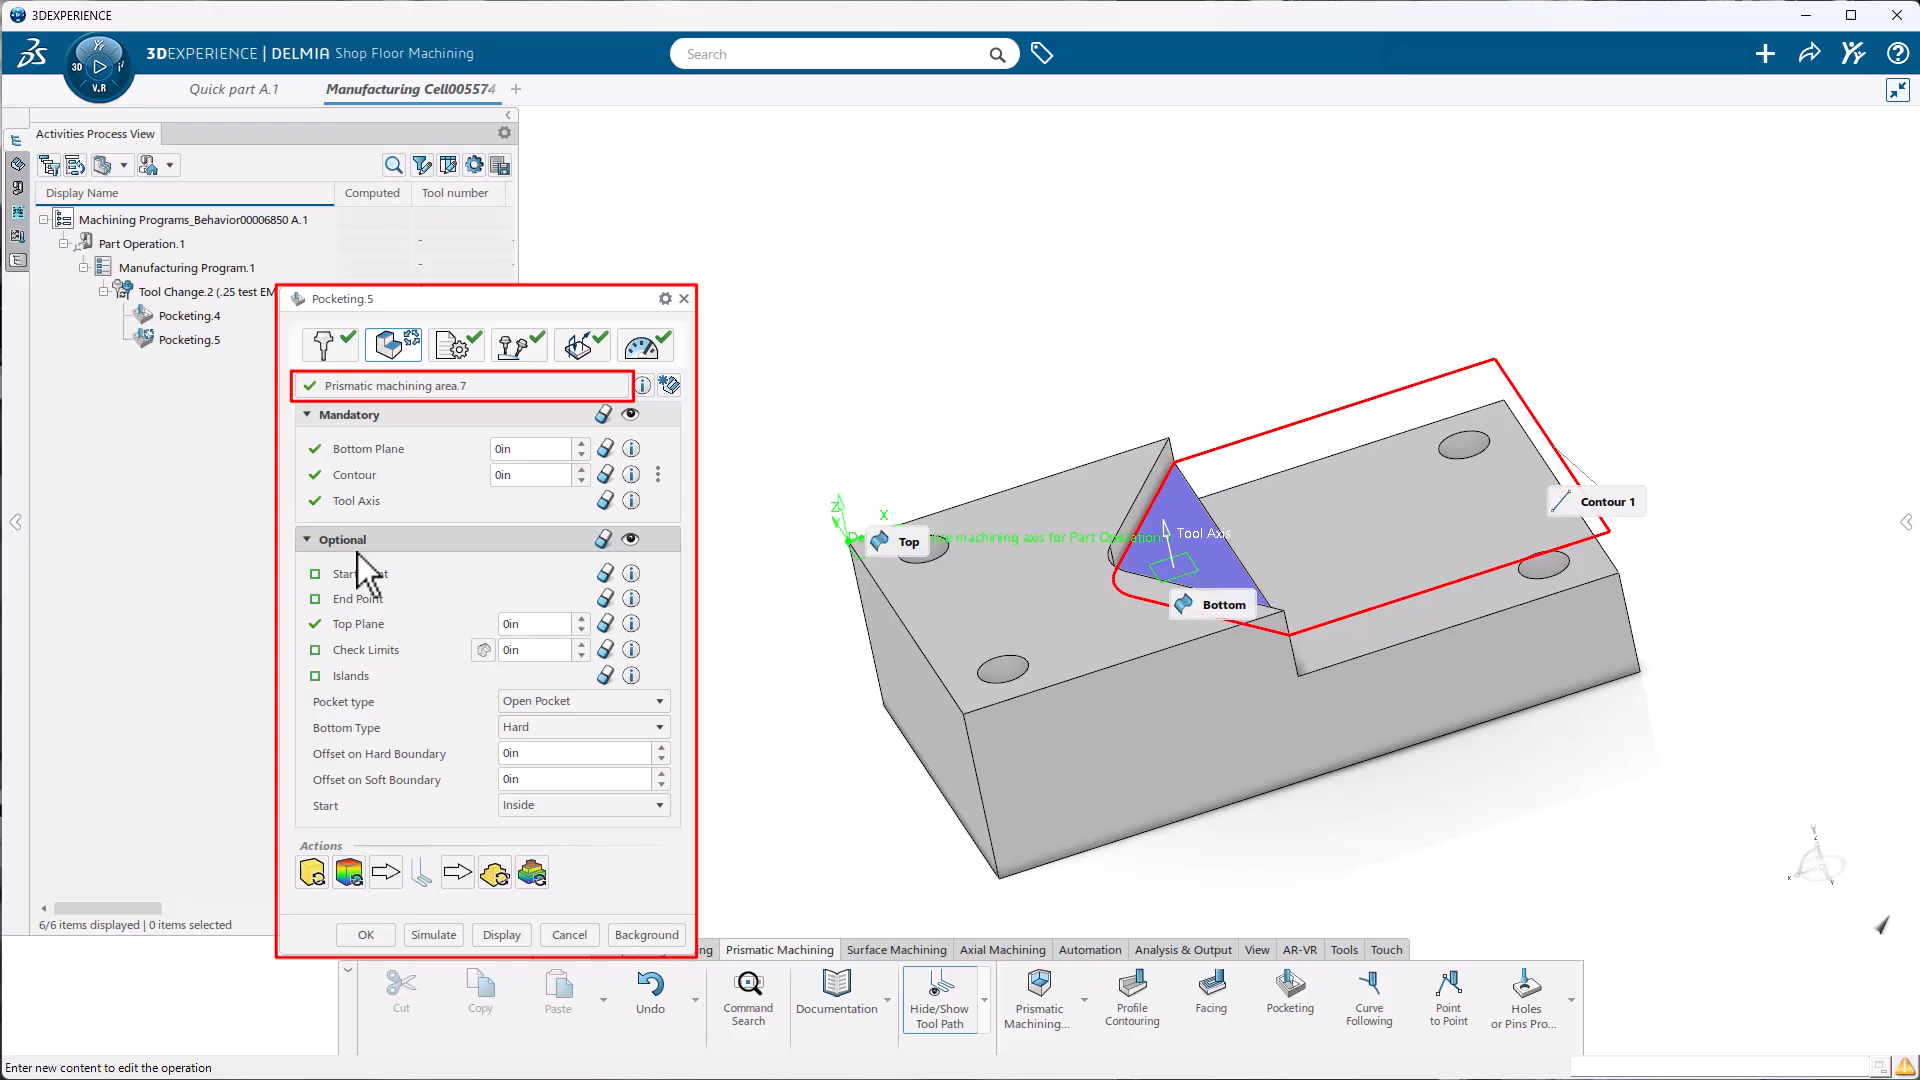 3DEXPERIENCE
3DEXPERIENCE | DELMIA Shop Floor Machining
Search
3D
V.R
Quick part A.1
Manufacturing Cell005574
Activities Process View
Display Name
Computed
Tool number
Machining Programs_Behavior00006850 A.1
Part Operation.1
-
Manufacturing Program.1
-
Tool Change.2 (.25 test EM
Pocketing.4
Pocketing.5
6/6 items displayed | 0 items selected
Pocketing.5
Prismatic machining area.7
Mandatory
Bottom Plane
0in
Contour
0in
Tool Axis
Optional
End Point
Top Plane
0in
Check Limits
0in
Islands
Pocket type
Open Pocket
Bottom Type
Hard
Offset on Hard Boundary
0in
Offset on Soft Boundary
0in
Start
Inside
Actions
OK
Simulate
Display
Cancel
Background
Z
X
Top
machining axis for Part Operation
Tool Axis
Bottom
Contour 1
Prismatic Machining
Surface Machining
Axial Machining
Automation
Analysis & Output
View
AR-VR
Tools
Touch
Cut
Copy
Paste
Undo
Command
Search
Documentation
Hide/Show
Tool Path
Prismatic
Machining...
Profile
Contouring
Facing
Pocketing
Curve
Following
Point
to Point
Holes
or Pins Pro...
Enter new content to edit the operation